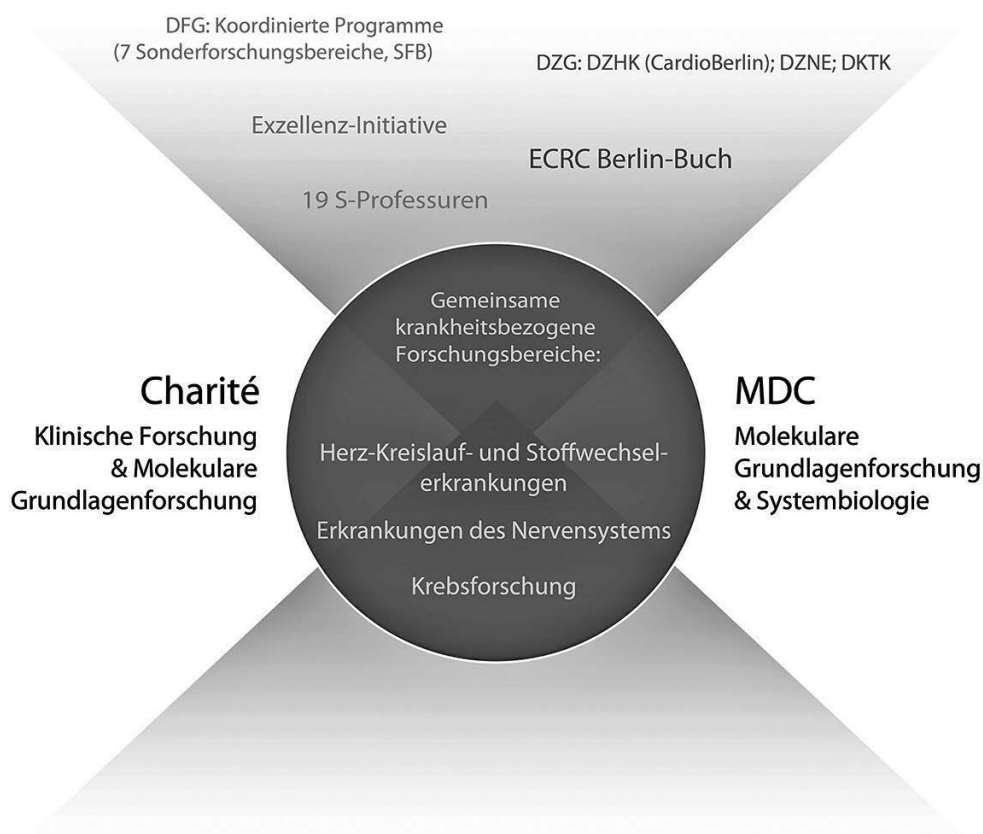 DFG: Koordinierte Programme
(7 Sonderforschungsbereiche, SFB)
DZG: DZHK (CardioBerlin); DZNE; DKTK
Exzellenz-Initiative
ECRC Berlin-Buch
19 S-Professuren
Gemeinsame
krankheitsbezogene
Forschungsbereiche:
Charité
Klinische Forschung
& Molekulare
Grundlagenforschung
Herz-Kreislauf- und Stoffwechsel-
erkrankungen
Erkrankungen des Nervensystems
Krebsforschung
MDC
Molekulare
Grundlagenforschung
& Systembiologie